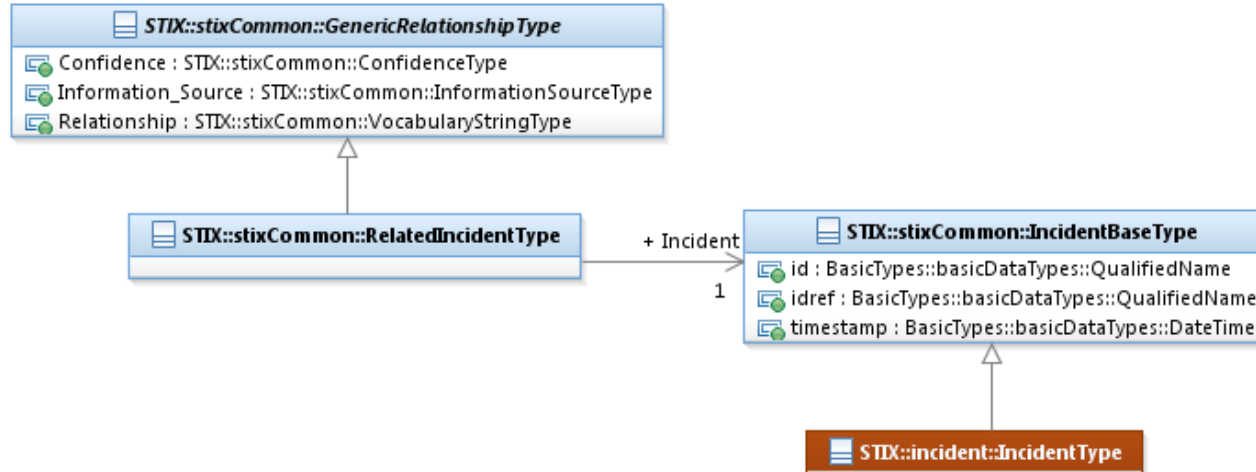 STIX::stixCommon::GenericRelationshipType
Confidence : STIX::stixCommon::ConfidenceType
Information_Source : STIX::stixCommon::InformationSourceType
Relationship : STIX::stixCommon::VocabularyStringType
STIX::stixCommon::RelatedIncidentType
+ Incident
1
STIX::stixCommon::IncidentBaseType
id : BasicTypes::basicDataTypes::QualifiedName
idref : BasicTypes::basicDataTypes::QualifiedName
timestamp : BasicTypes::basicDataTypes::DateTime
STIX::incident::IncidentType